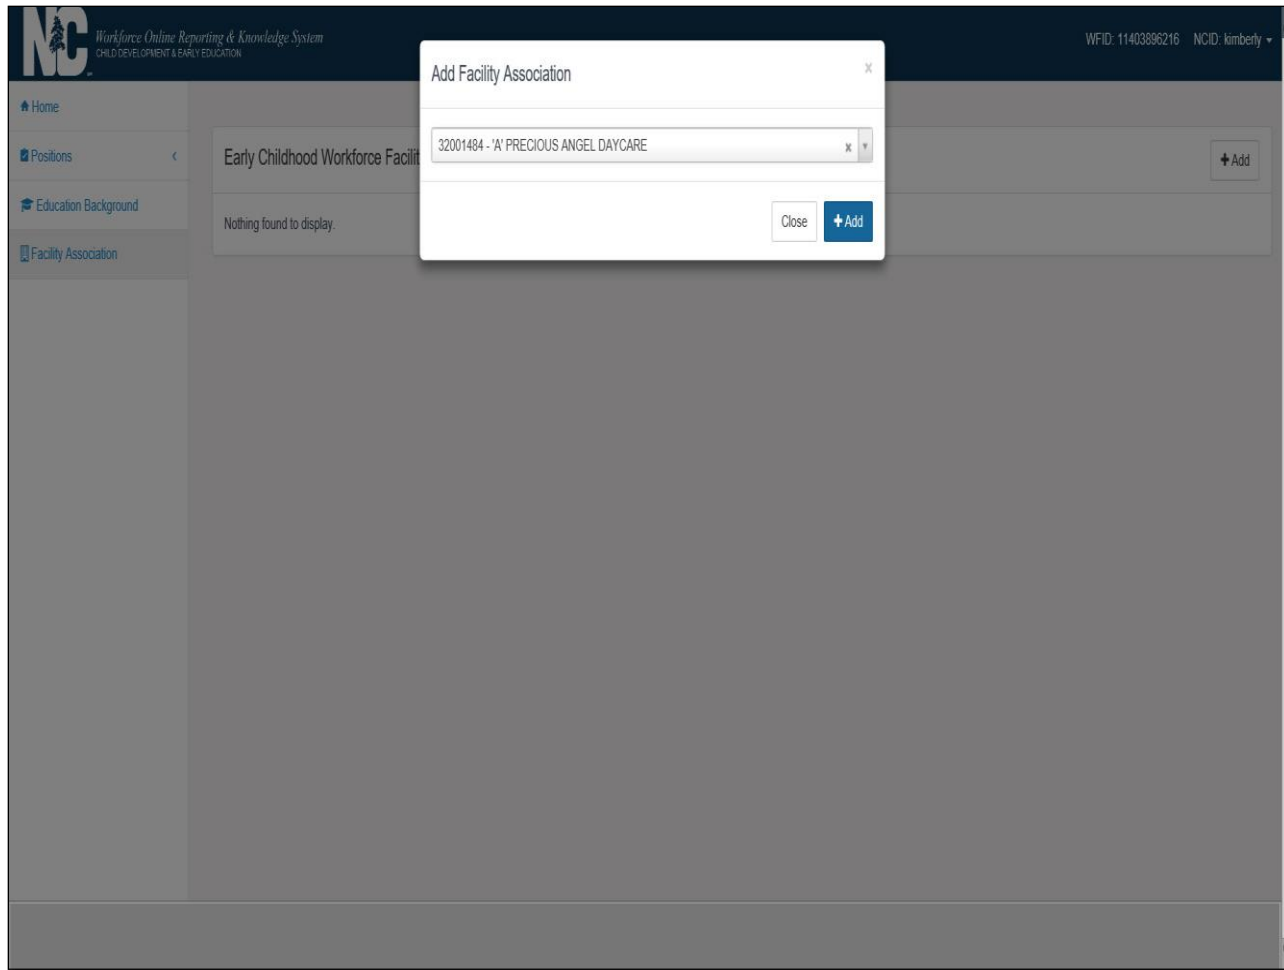 NC Workforce Online Reporting & Knowledge System
CHILD DEVELOPMENT & EARLY EDUCATION
WFID: 11403896216 NCID: kimberly
Add Facility Association x
Home
Positions
Education Background
Facility Association
Early Childhood Workforce Facilit
+ Add
32001484 - 'A' PRECIOUS ANGEL DAYCARE x
Nothing found to display.
Close + Add